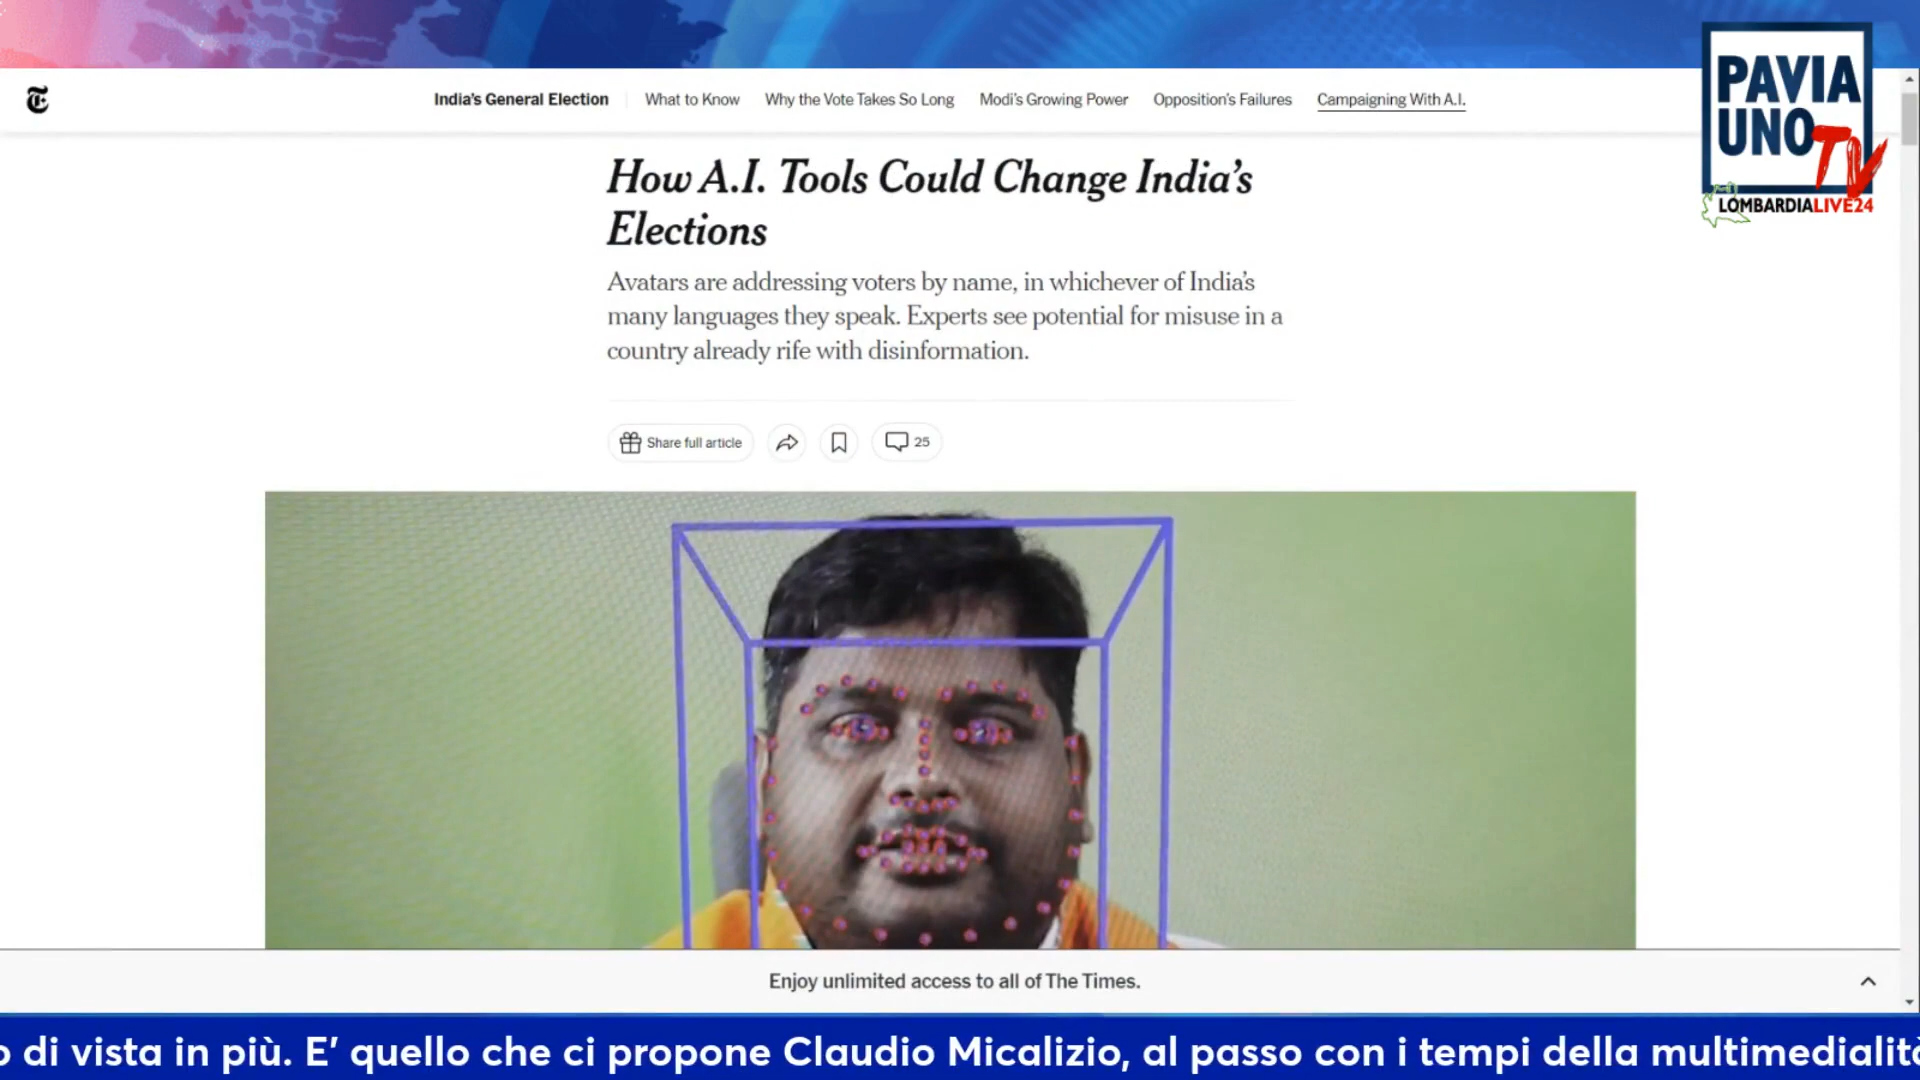 PAVIA
UNO TV
LOMBARDIALIVE24
India's General Election What to Know Why the Vote Takes So Long Modi's Growing Power Opposition's Failures Campaigning With A.I.
How A.I. Tools Could Change India's
Elections
Avatars are addressing voters by name, in whichever of India's
many languages they speak. Experts see potential for misuse in a
country already rife with disinformation.
Share full article 25
Enjoy unlimited access to all of The Times.
o di vista in più. E' quello che ci propone Claudio Micalizio, al passo con i tempi della multimedialità